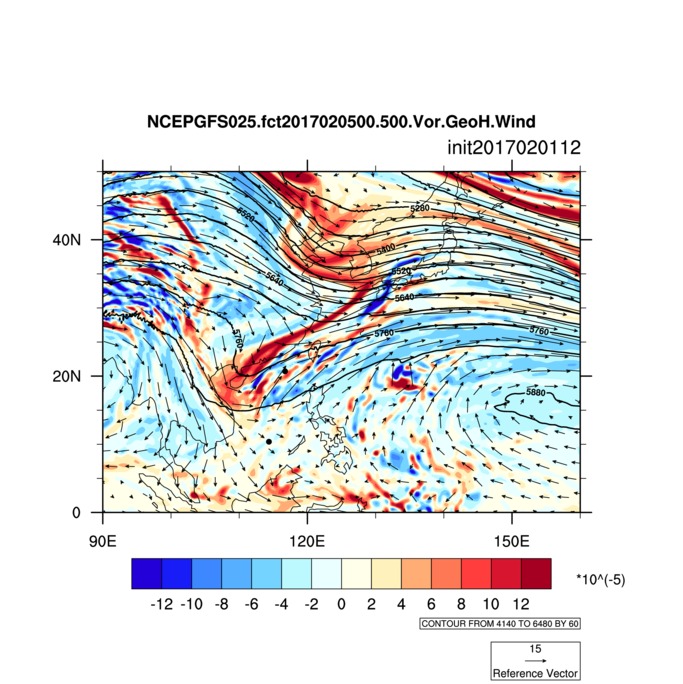 NCEPGFS025.fct2017020500.500.Vor.GeoH.Wind
init2017020112
40N
20N
0
90E 120E 150E
5280
5520
5400
5520
5640
5640
5760
5760
5760
5880
-12 -10 -8 -6 -4 -2 0 2 4 6 8 10 12
*10^(-5)
CONTOUR FROM 4140 TO 6480 BY 60
15
Reference Vector